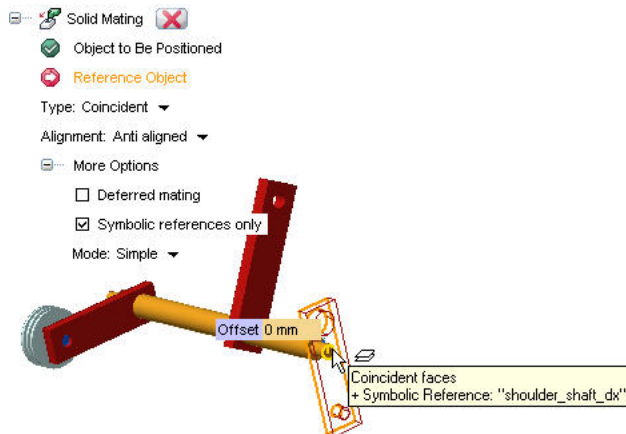 Solid Mating
Object to Be Positioned
Reference Object
Type: Coincident
Alignment: Anti aligned
More Options
Deferred mating
Symbolic references only
Mode: Simple
Offset 0 mm
Coincident faces
+ Symbolic Reference: "shoulder_shaft_dx"